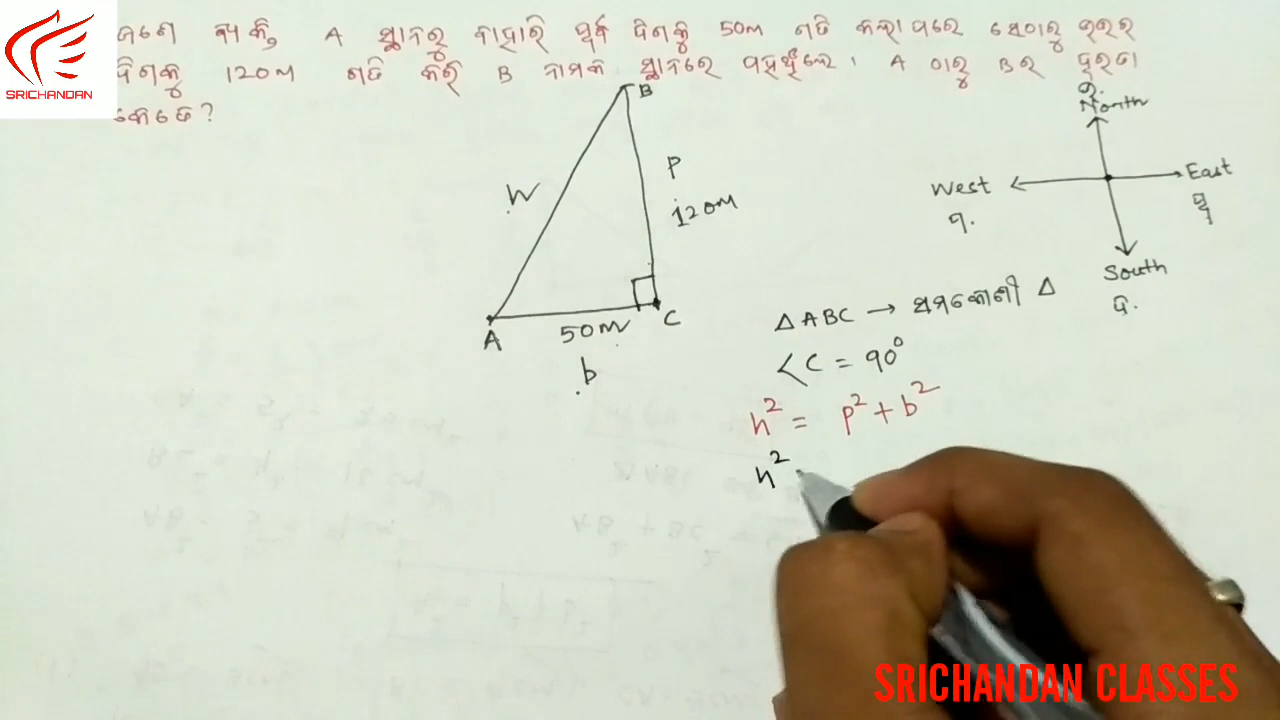 ଜଣେ ବ୍ୟକ୍ତି A ସ୍ଥାନରୁ ବାହାରି ପୂର୍ବ ଦିଗକୁ 50M ଗତି କଲା ପରେ ସେଠାରୁ ଉତ୍ତର
ଦିଗକୁ 120M ଗତି କରି B ନାମକ ସ୍ଥାନରେ ପହଞ୍ଚିଲେ। A ଠାରୁ B ର ଦୂରତା
କେତେ?
SRICHANDAN
B
h
P
120M
A
50M
C
b
ଉ.
North
West
ପ.
East
ପୂ
South
ଦ.
△ABC → ସମକୋଣୀ △
<C = 90°
h² = p² + b²
h²
SRICHANDAN CLASSES